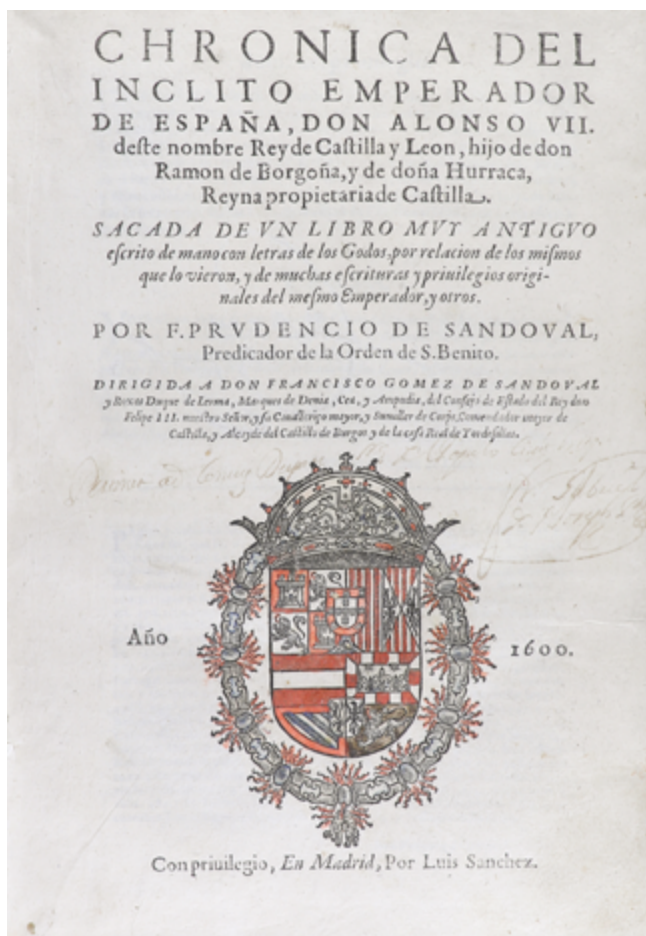 CHRONICA DEL
INCLITO EMPERADOR
DE ESPAÑA, DON ALONSO VII.
deſte nombre Rey de Caſtilla y Leon, hijo de don
Ramon de Borgoña, y de doña Hurraca,
Reyna propietaria de Caſtilla.
SACADA DE VN LIBRO MVY ANTIGVO
eſcrito de mano con letras de los Godos, por relacion de los miſmos
que lo vieron, y de muchas eſcrituras y priuilegios origi-
nales del meſmo Emperador, y otros.
POR F. PRVDENCIO DE SANDOVAL,
Predicador de la Orden de S. Benito.
DIRIGIDA A DON FRANCISCO GOMEZ DE SANDOVAL
y Roxas Duque de Lerma, Marques de Denia, Cea, y Ampudia, del Conſejo de Eſtado del Rey don
Felipe III. nueſtro Señor, y ſu Cauallerizo mayor, y Sumiller de Corps, Comendador mayor de
Caſtilla, y Alcayde del Caſtillo de Burgos y de la caſa Real de Tordeſillas.
Año 1600.
Con priuilegio, En Madrid, Por Luis Sanchez.